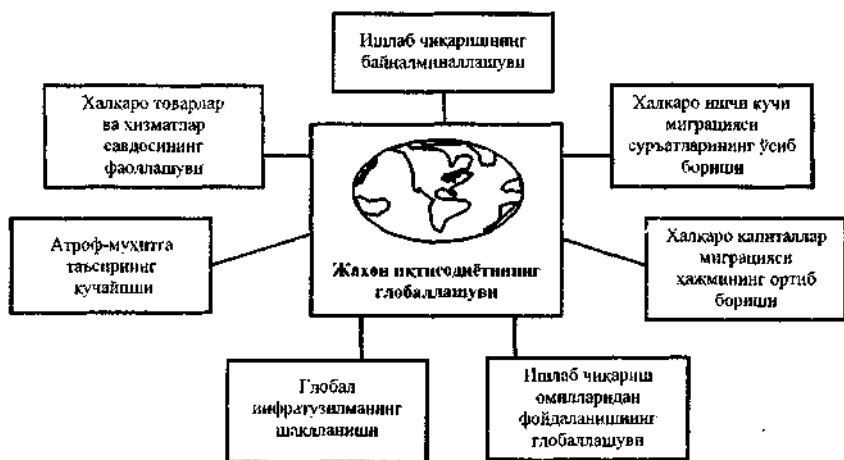 Ишлаб чиқаришнинг
байналминаллашуви
Халқаро товарлар
ва хизматлар
савдосининг
фаоллашуви
Халқаро ишчи кучи
миграцияси
суръатларининг ўсиб
бориши
Атроф-муҳитга
таъсирнинг
кучайиши
Жаҳон иқтисодиётининг
глобаллашуви
Халқаро капиталлар
миграцияси
ҳажмининг ортиб
бориши
Глобал
инфратузилманинг
шаклланиши
Ишлаб чиқариш
омилларидан
фойдаланишнинг
глобаллашуви